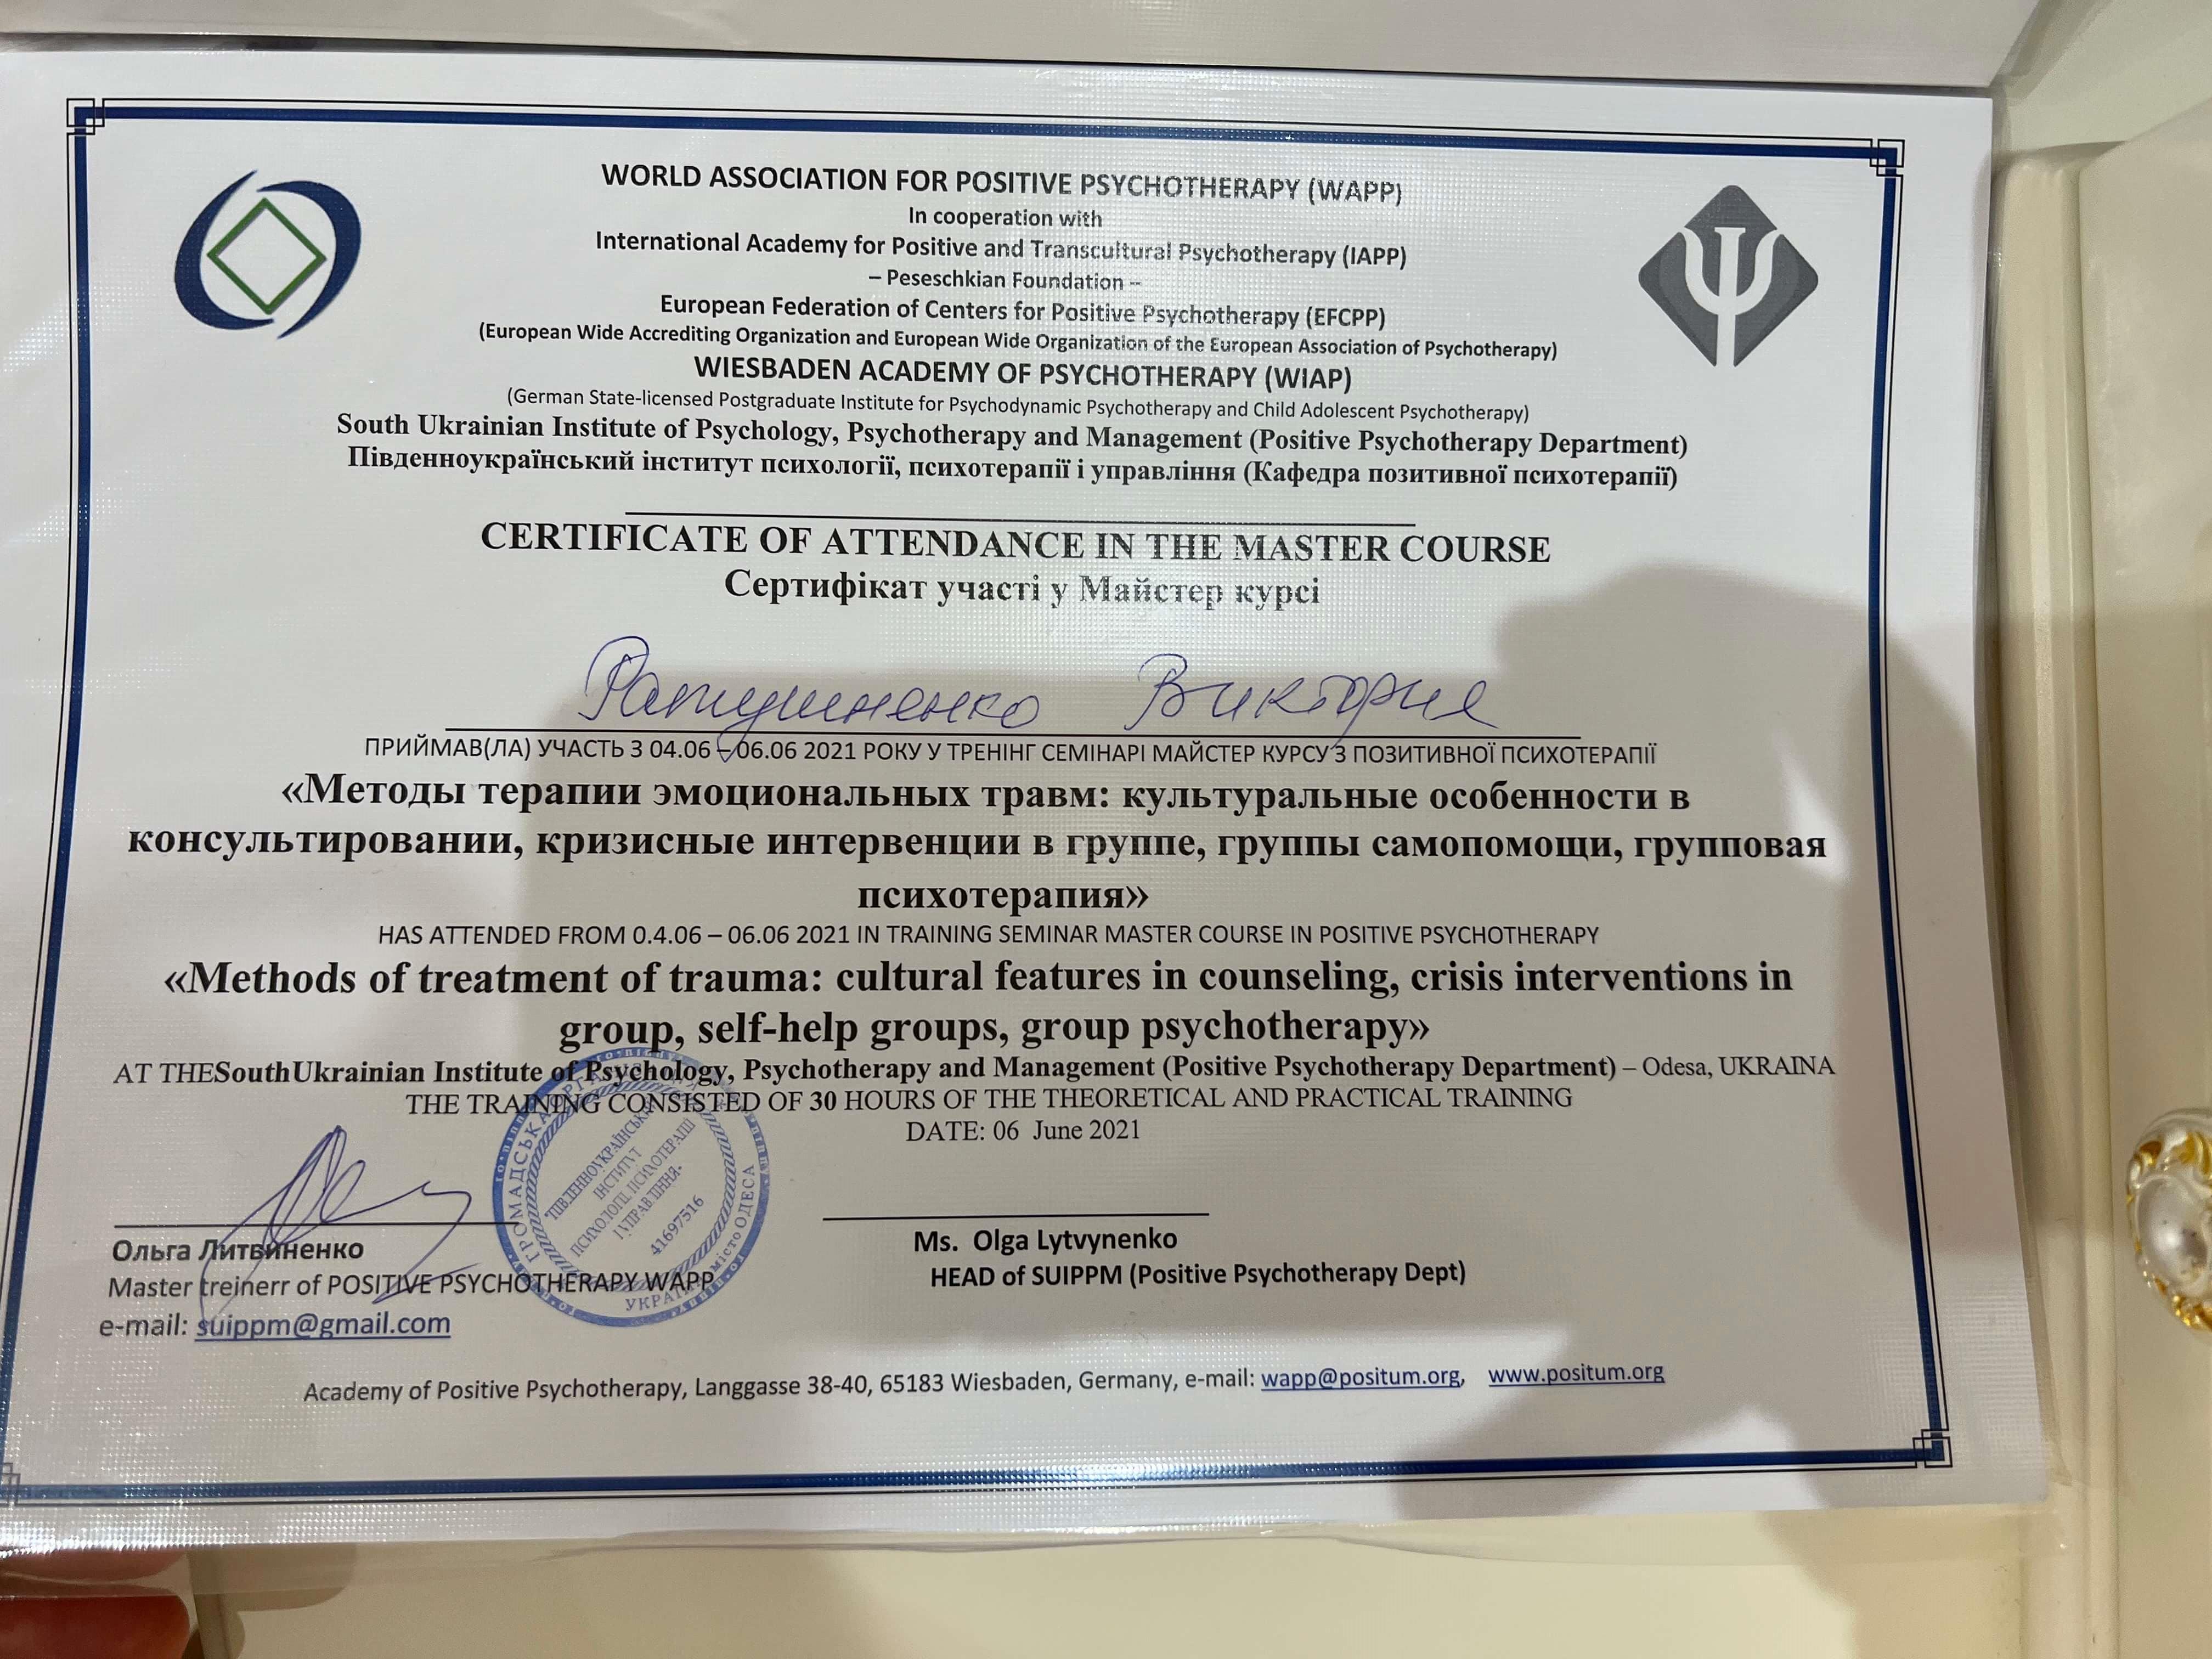 WORLD ASSOCIATION FOR POSITIVE PSYCHOTHERAPY (WAPP)
In cooperation with
International Academy for Positive and Transcultural Psychotherapy (IAPP)
– Peseschkian Foundation –
European Federation of Centers for Positive Psychotherapy (EFCPP)
(European Wide Accrediting Organization and European Wide Organization of the European Association of Psychotherapy)
WIESBADEN ACADEMY OF PSYCHOTHERAPY (WIAP)
(German State-licensed Postgraduate Institute for Psychodynamic Psychotherapy and Child Adolescent Psychotherapy)
South Ukrainian Institute of Psychology, Psychotherapy and Management (Positive Psychotherapy Department)
Південноукраїнський інститут психології, психотерапії і управління (Кафедра позитивної психотерапії)
CERTIFICATE OF ATTENDANCE IN THE MASTER COURSE
Сертифікат участі у Майстер курсі
Виктория
ПРИЙМАВ(ЛА) УЧАСТЬ З 04.06 – 06.06 2021 РОКУ У ТРЕНІНГ СЕМІНАРІ МАЙСТЕР КУРСУ З ПОЗИТИВНОЇ ПСИХОТЕРАПІЇ
«Методы терапии эмоциональных травм: культуральные особенности в
консультировании, кризисные интервенции в группе, группы самопомощи, групповая
психотерапия»
HAS ATTENDED FROM 0.4.06 – 06.06 2021 IN TRAINING SEMINAR MASTER COURSE IN POSITIVE PSYCHOTHERAPY
«Methods of treatment of trauma: cultural features in counseling, crisis interventions in
group, self-help groups, group psychotherapy»
AT THESouthUkrainian Institute of Psychology, Psychotherapy and Management (Positive Psychotherapy Department) – Odesa, UKRAINA
THE TRAINING CONSISTED OF 30 HOURS OF THE THEORETICAL AND PRACTICAL TRAINING
DATE: 06 June 2021
ГРОМАДСЬКА
ПІВДЕННОУКРАЇНСЬКИЙ
ІНСТИТУТ
ПСИХОЛОГІЇ, ПСИХОТЕРАПІЇ
І УПРАВЛІННЯ
41697516
УКРАЇНА місто ОДЕСА
Ольга Литвиненко
Master treinerr of POSITIVE PSYCHOTHERAPY WAPP
e-mail: suippm@gmail.com
Ms. Olga Lytvynenko
HEAD of SUIPPM (Positive Psychotherapy Dept)
Academy of Positive Psychotherapy, Langgasse 38-40, 65183 Wiesbaden, Germany, e-mail: wapp@positum.org, www.positum.org